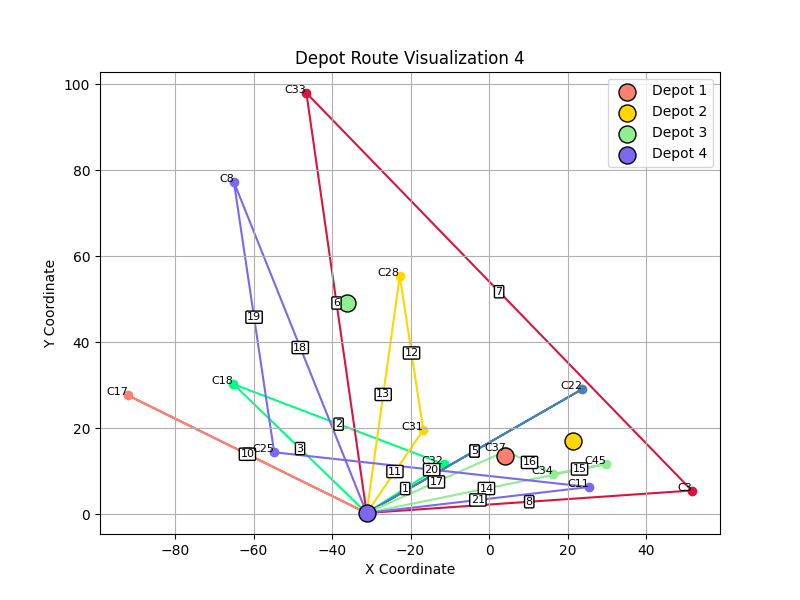 Depot Route Visualization 4
Depot 1
Depot 2
Depot 3
Depot 4
Y Coordinate
100
80
60
40
20
0
C33
C8
C28
C18
C17
C22
C31
C25
C37
C32
C34
C45
C11
C3
6
7
19
18
12
13
2
3
10
5
11
20
17
1
16
15
14
21
8
−80
−60
−40
−20
0
20
40
X Coordinate